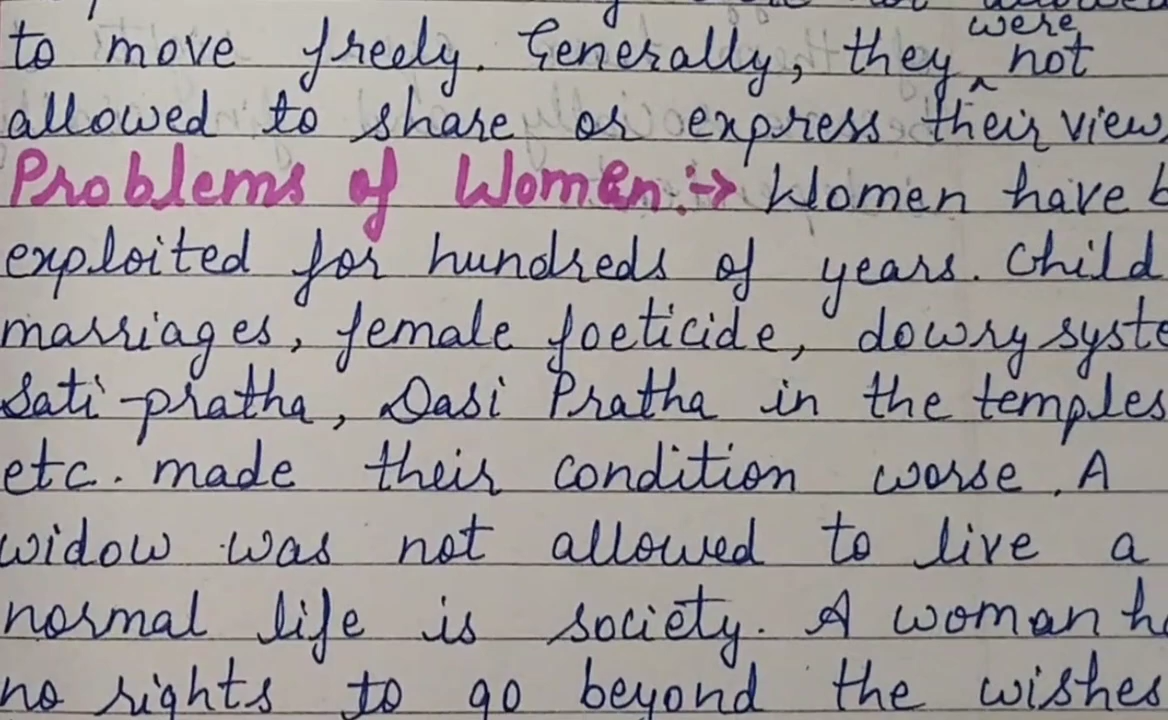 to move freely. Generally, they were not
allowed to share or express their view
Problems of Women:-> Women have b
exploited for hundreds of years. Child
marriages, female foeticide, dowry syste
Sati-pratha, Dasi Pratha in the temples
etc. made their condition worse. A
widow was not allowed to live a
normal life is society. A woman ha
no rights to go beyond the wishes